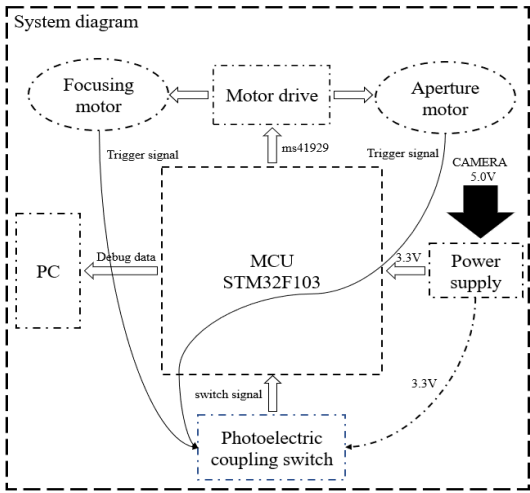 System diagram
Focusing
motor
Motor drive
Aperture
motor
Trigger signal
ms41929
Trigger signal
CAMERA
5.0V
PC
Debug data
MCU
STM32F103
3.3V
Power
supply
switch signal
3.3V
Photoelectric
coupling switch